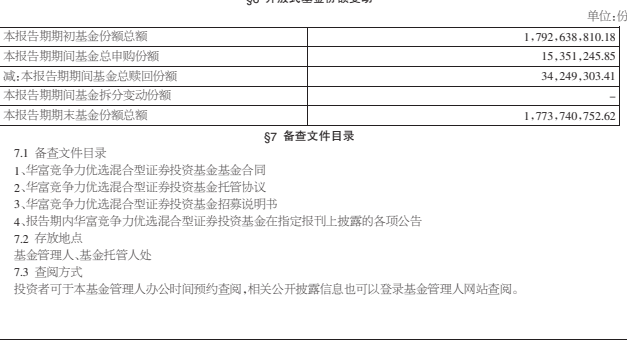 §6 开放式基金份额变动
单位:份
本报告期期初基金份额总额 1,792,638,810.18
本报告期期间基金总申购份额 15,351,245.85
减:本报告期期间基金总赎回份额 34,249,303.41
本报告期期间基金拆分变动份额 –
本报告期期末基金份额总额 1,773,740,752.62
§7 备查文件目录
7.1 备查文件目录
1、华富竞争力优选混合型证券投资基金基金合同
2、华富竞争力优选混合型证券投资基金托管协议
3、华富竞争力优选混合型证券投资基金招募说明书
4、报告期内华富竞争力优选混合型证券投资基金在指定报刊上披露的各项公告
7.2 存放地点
基金管理人、基金托管人处
7.3 查阅方式
投资者可于本基金管理人办公时间预约查阅,相关公开披露信息也可以登录基金管理人网站查阅。